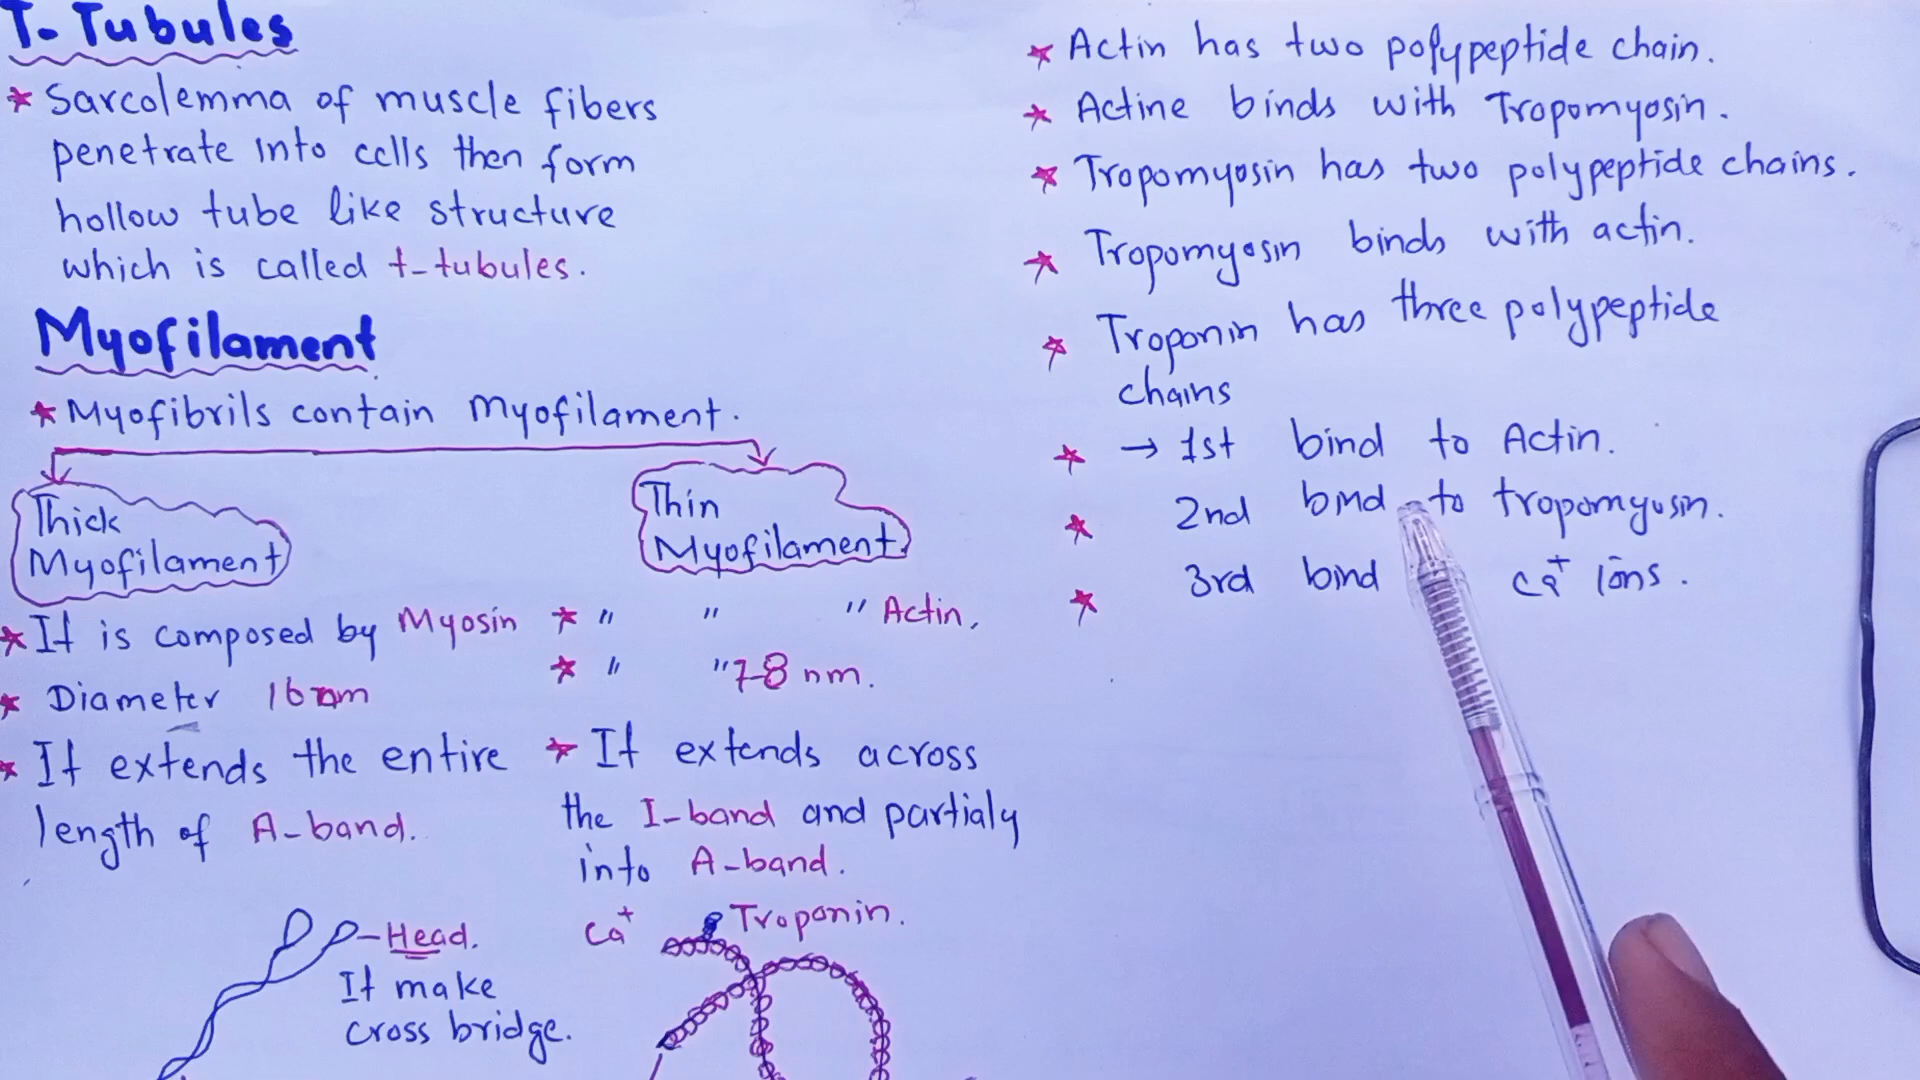 T-Tubules
* Sarcolemma of muscle fibers
penetrate into cells then form
hollow tube like structure
which is called t-tubules.
Myofilament
* Myofibrils contain Myofilament.
Thick
Myofilament
* It is composed by Myosin
* Diameter 16nm
* It extends the entire
length of A-band.
Head.
It make
cross bridge.
Thin
Myofilament
* " " " Actin.
* " " 7-8 nm.
* It extends across
the I-band and partialy
into A-band.
Ca+ Troponin.
* Actin has two polypeptide chain.
* Actine binds with Tropomyosin.
* Tropomyosin has two polypeptide chains.
* Tropomyosin binds with actin.
* Troponin has three polypeptide
chains
* → 1st bind to Actin.
* 2nd bind to tropomyosin.
* 3rd bind Ca+ Ions.